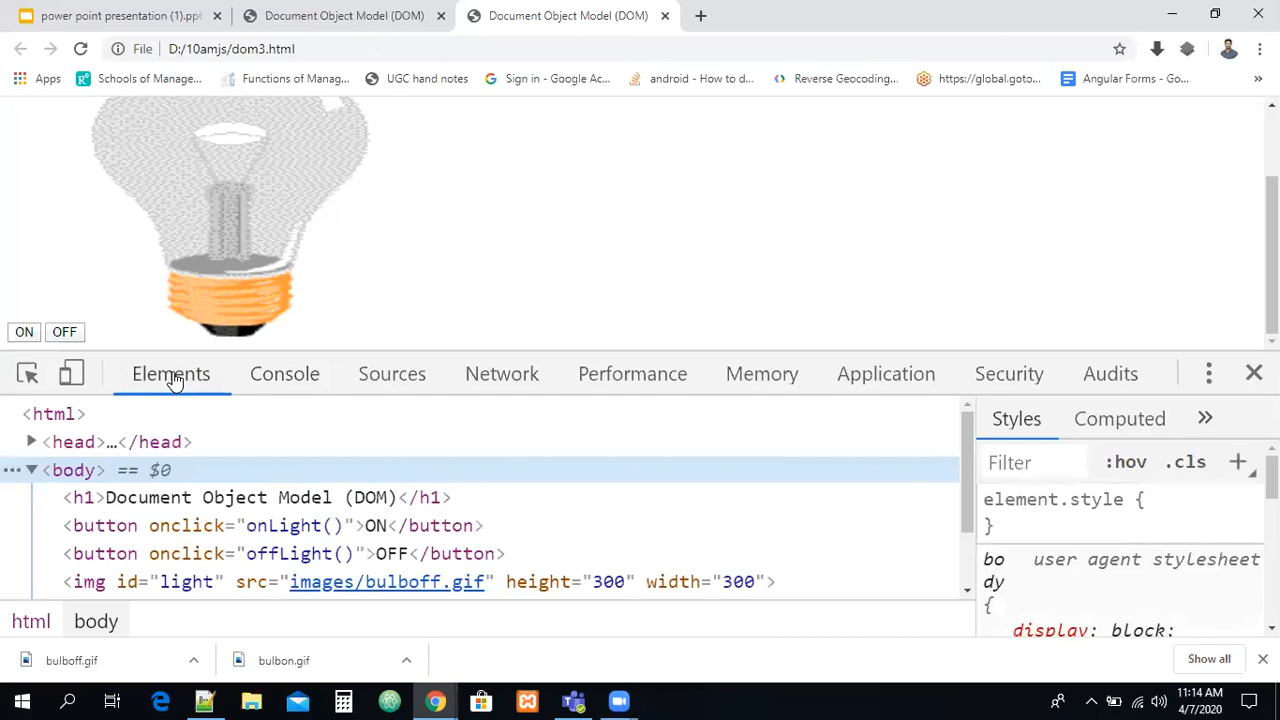 power point presentation (1).ppt
Document Object Model (DOM)
Document Object Model (DOM)
File
D:/10amjs/dom3.html
Apps
Schools of Manage...
Functions of Manag...
UGC hand notes
Sign in - Google Ac...
android - How to d...
Reverse Geocoding...
https://global.goto...
Angular Forms - Go...
»
ON
OFF
Elements
Console
Sources
Network
Performance
Memory
Application
Security
Audits
<html>
<head>…</head>
<body> == $0
<h1>Document Object Model (DOM)</h1>
<button onclick="onLight()">ON</button>
<button onclick="offLight()">OFF</button>
<img id="light" src="images/bulboff.gif" height="300" width="300">
Styles
Computed
»
Filter
:hov
.cls
element.style {
}
body
user agent stylesheet
{
display: block;
html
body
bulboff.gif
bulbon.gif
Show all
11:14 AM
4/7/2020